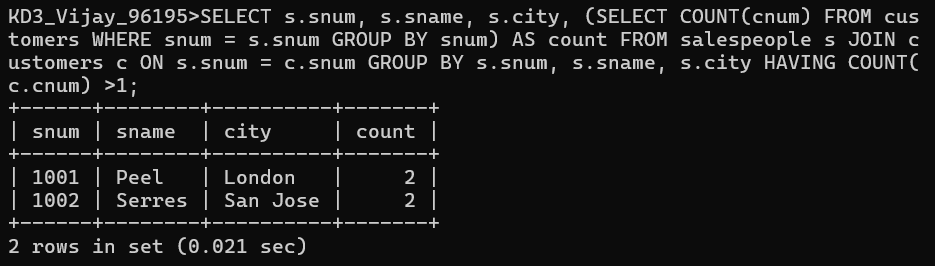 KD3_Vijay_96195>SELECT s.snum, s.sname, s.city, (SELECT COUNT(cnum) FROM cus
tomers WHERE snum = s.snum GROUP BY snum) AS count FROM salespeople s JOIN c
ustomers c ON s.snum = c.snum GROUP BY s.snum, s.sname, s.city HAVING COUNT(
c.cnum) >1;
+------+--------+----------+-------+
| snum | sname  | city     | count |
+------+--------+----------+-------+
| 1001 | Peel   | London   |     2 |
| 1002 | Serres | San Jose |     2 |
+------+--------+----------+-------+
2 rows in set (0.021 sec)